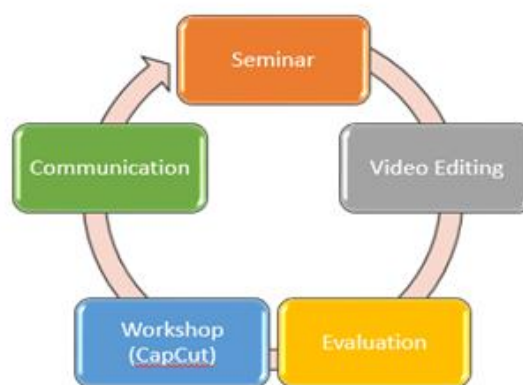 Seminar
Video Editing
Evaluation
Workshop
(CapCut)
Communication